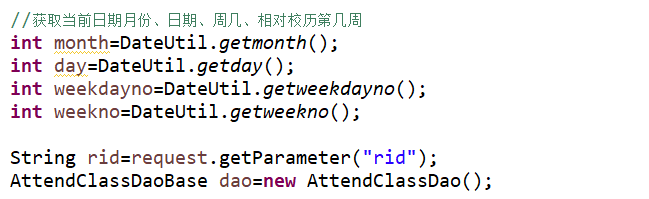 //获取当前日期月份、日期、周几、相对校历第几周
int month=DateUtil.getmonth();
int day=DateUtil.getday();
int weekdayno=DateUtil.getweekdayno();
int weekno=DateUtil.getweekno();
String rid=request.getParameter("rid");
AttendClassDaoBase dao=new AttendClassDao();